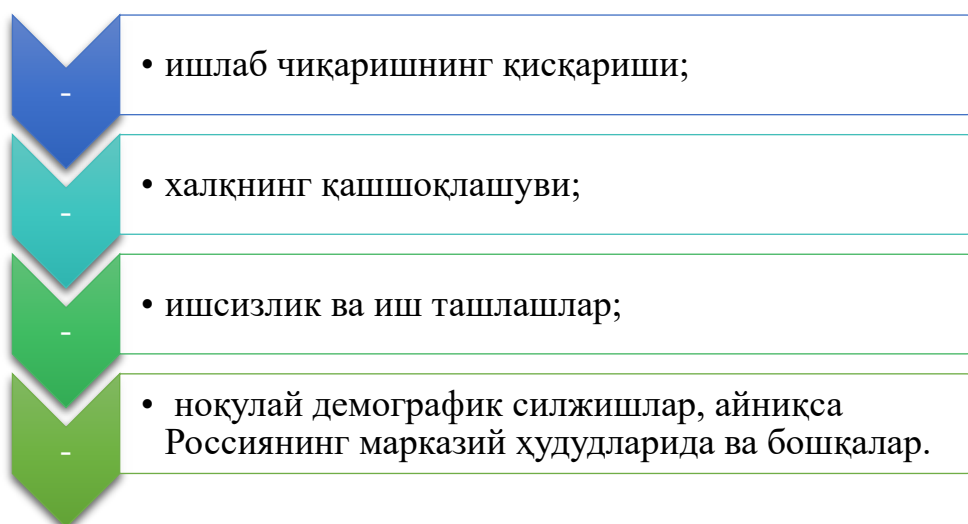 -
• ишлаб чиқаришнинг қисқариши;
-
• халқнинг қашшоқлашуви;
-
• ишсизлик ва иш ташлашлар;
-
• ноқулай демографик силжишлар, айниқса
Россиянинг марказий ҳудудларида ва бошқалар.